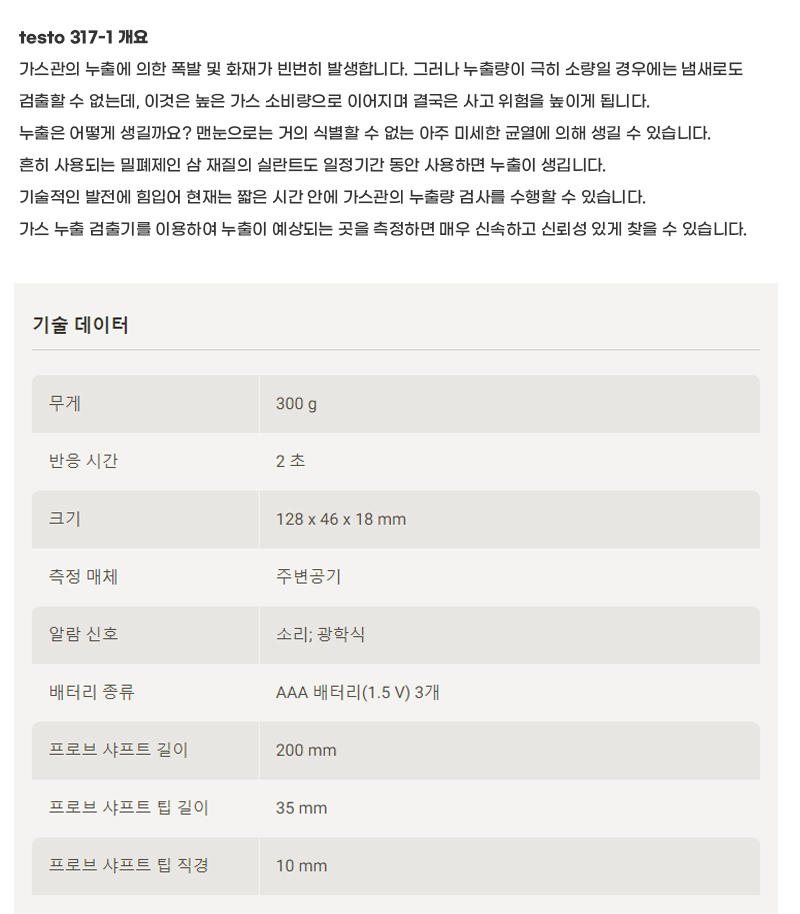 testo 317-1 개요
가스관의 누출에 의한 폭발 및 화재가 빈번히 발생합니다. 그러나 누출량이 극히 소량일 경우에는 냄새로도
검출할 수 없는데, 이것은 높은 가스 소비량으로 이어지며 결국은 사고 위험을 높이게 됩니다.
누출은 어떻게 생길까요? 맨눈으로는 거의 식별할 수 없는 아주 미세한 균열에 의해 생길 수 있습니다.
흔히 사용되는 밀폐제인 삼 재질의 실란트도 일정기간 동안 사용하면 누출이 생깁니다.
기술적인 발전에 힘입어 현재는 짧은 시간 안에 가스관의 누출량 검사를 수행할 수 있습니다.
가스 누출 검출기를 이용하여 누출이 예상되는 곳을 측정하면 매우 신속하고 신뢰성 있게 찾을 수 있습니다.
기술 데이터
무게 300 g
반응 시간 2 초
크기 128 x 46 x 18 mm
측정 매체 주변공기
알람 신호 소리; 광학식
배터리 종류 AAA 배터리(1.5 V) 3개
프로브 샤프트 길이 200 mm
프로브 샤프트 팁 길이 35 mm
프로브 샤프트 팁 직경 10 mm